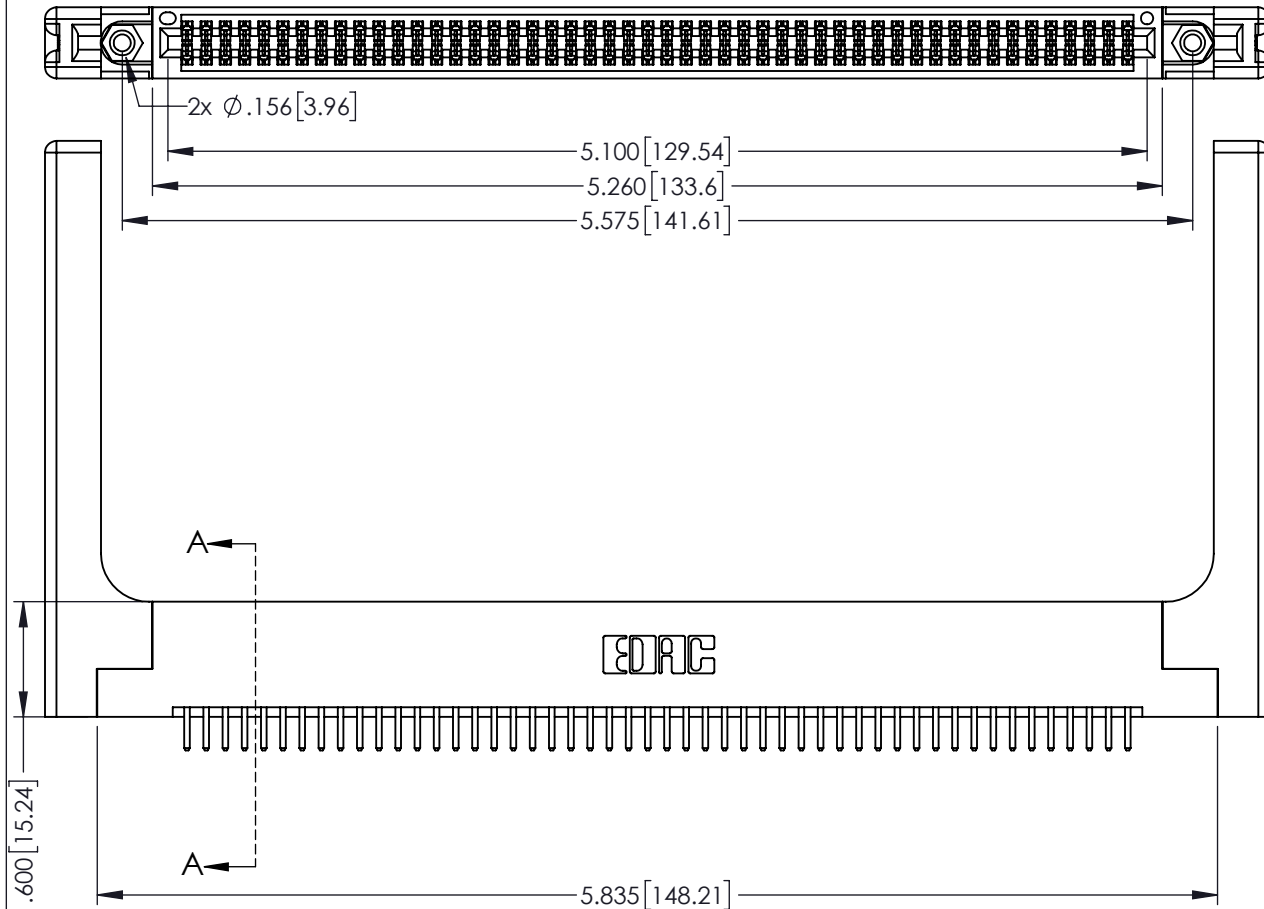 2x ∅.156[3.96]
5.100[129.54]
5.260[133.6]
5.575[141.61]
A
EDAC
.600[15.24]
A
5.835[148.21]